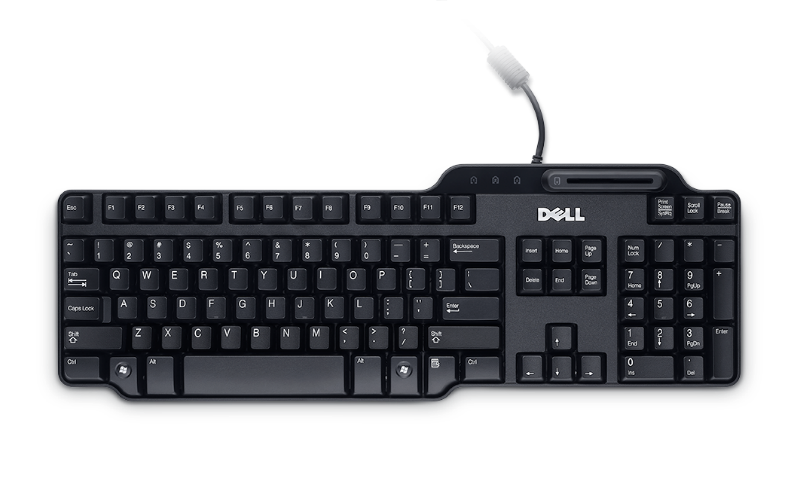 DELL
Esc F1 F2 F3 F4 F5 F6 F7 F8 F9 F10 F11 F12 Print Screen SysRq Scroll Lock Pause Break
~ ` ! 1 @ 2 # 3 $ 4 % 5 ^ 6 & 7 * 8 ( 9 ) 0 — - + = Backspace Insert Home Page Up Num Lock / * -
Tab Q W E R T Y U I O P { [ } ] | \ Delete End Page Down 7 Home 8 ↑ 9 PgUp +
Caps Lock A S D F G H J K L : ; " ' Enter 4 ← 5 6 →
Shift Z X C V B N M < , > . ? / Shift ↑ 1 End 2 ↓ 3 PgDn Enter
Ctrl Alt Alt Ctrl ← ↓ → 0 Ins . Del